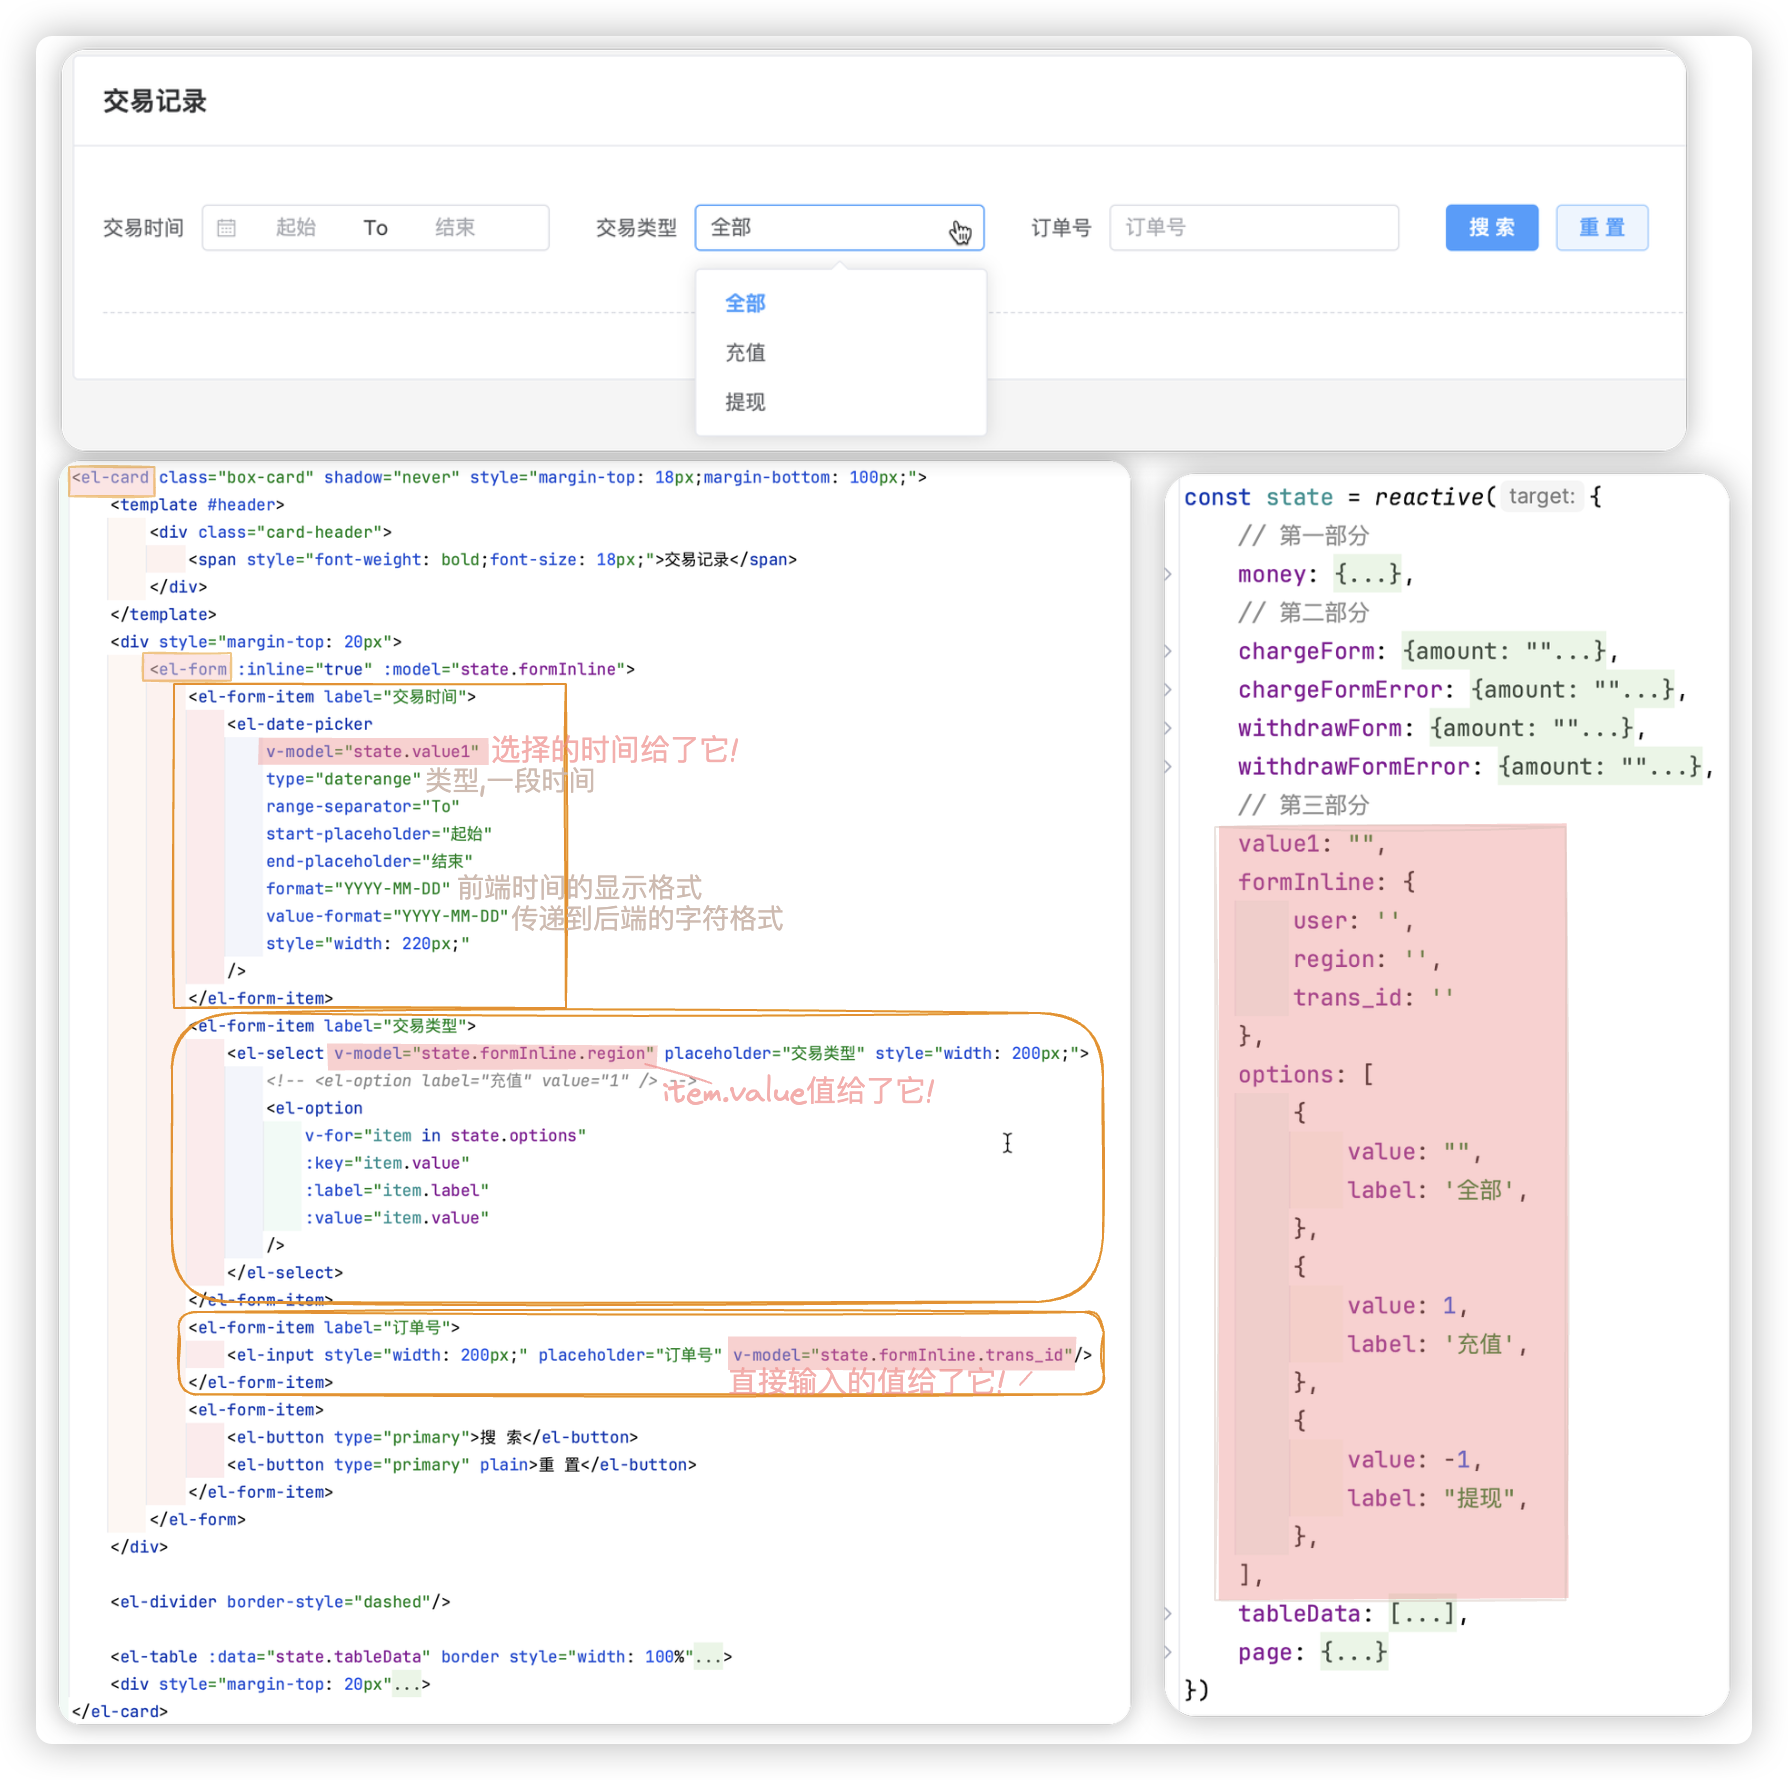 交易记录
交易时间 起始 To 结束 交易类型 全部 订单号 订单号 搜 索 重 置
全部
充值
提现
<el-card class="box-card" shadow="never" style="margin-top: 18px;margin-bottom: 100px;">
<template #header>
<div class="card-header">
<span style="font-weight: bold;font-size: 18px;">交易记录</span>
</div>
</template>
<div style="margin-top: 20px">
<el-form :inline="true" :model="state.formInline">
<el-form-item label="交易时间">
<el-date-picker
v-model="state.value1" 选择的时间给了它!
type="daterange" 类型,一段时间
range-separator="To"
start-placeholder="起始"
end-placeholder="结束"
format="YYYY-MM-DD" 前端时间的显示格式
value-format="YYYY-MM-DD" 传递到后端的字符格式
style="width: 220px;"
/>
</el-form-item>
<el-form-item label="交易类型">
<el-select v-model="state.formInline.region" placeholder="交易类型" style="width: 200px;">
<!-- <el-option label="充值" value="1" /> -->
item.value值给了它!
<el-option
v-for="item in state.options"
:key="item.value"
:label="item.label"
:value="item.value"
/>
</el-select>
</el-form-item>
<el-form-item label="订单号">
<el-input style="width: 200px;" placeholder="订单号" v-model="state.formInline.trans_id"/>
直接输入的值给了它!
</el-form-item>
<el-form-item>
<el-button type="primary">搜 索</el-button>
<el-button type="primary" plain>重 置</el-button>
</el-form-item>
</el-form>
</div>
<el-divider border-style="dashed"/>
<el-table :data="state.tableData" border style="width: 100%"...>
<div style="margin-top: 20px"...>
</el-card>
const state = reactive( target: {
// 第一部分
money: {...},
// 第二部分
chargeForm: {amount: ""...},
chargeFormError: {amount: ""...},
withdrawForm: {amount: ""...},
withdrawFormError: {amount: ""...},
// 第三部分
value1: "",
formInline: {
user: '',
region: '',
trans_id: ''
},
options: [
{
value: "",
label: '全部',
},
{
value: 1,
label: '充值',
},
{
value: -1,
label: "提现",
},
],
tableData: [...],
page: {...}
})